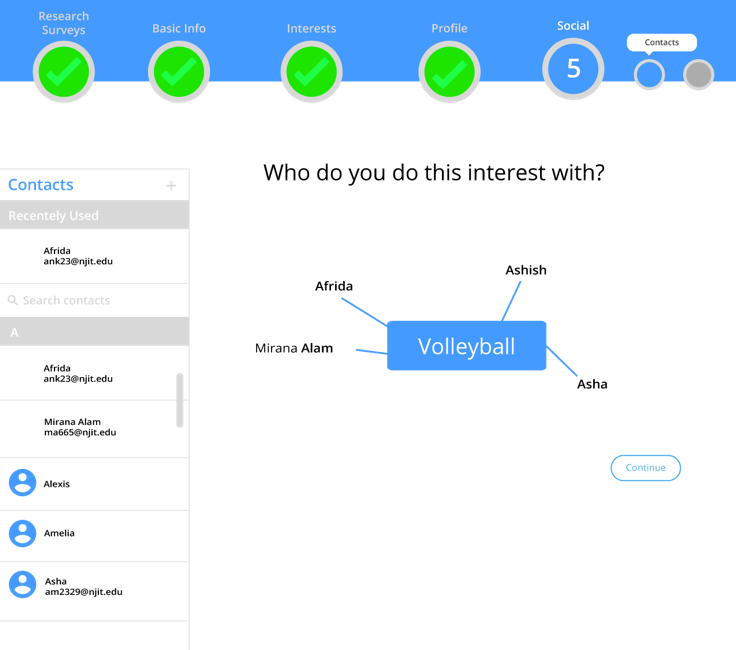 Research
Surveys
Basic Info
Interests
Profile
Social
Contacts
5
Who do you do this interest with?
Contacts +
Recentely Used
Afrida
ank23@njit.edu
Search contacts
A
Afrida
ank23@njit.edu
Mirana Alam
ma665@njit.edu
Alexis
Amelia
Asha
am2329@njit.edu
Ashish
Afrida
Mirana Alam
Volleyball
Asha
Continue